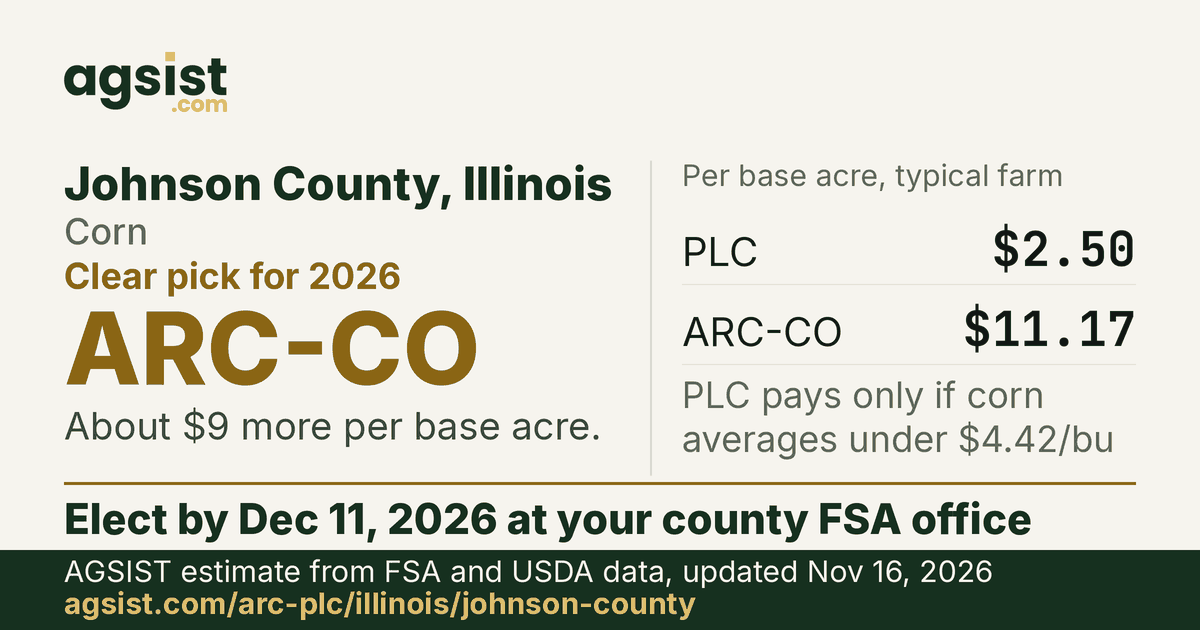 agsist
.com
Johnson County, Illinois
Corn
Clear pick for 2026
ARC-CO
About $9 more per base acre.
Per base acre, typical farm
PLC $2.50
ARC-CO $11.17
PLC pays only if corn
averages under $4.42/bu
Elect by Dec 11, 2026 at your county FSA office
AGSIST estimate from FSA and USDA data, updated Nov 16, 2026
agsist.com/arc-plc/illinois/johnson-county